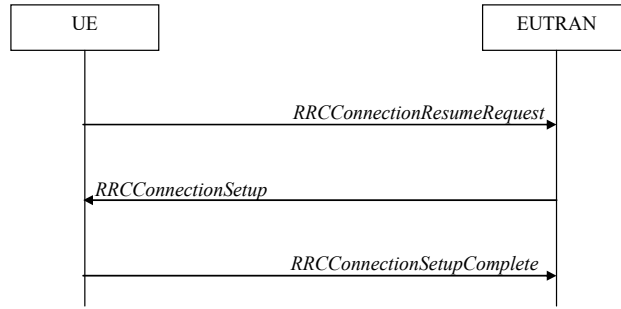 UE
EUTRAN
RRCConnectionResumeRequest
RRCConnectionSetup
RRCConnectionSetupComplete